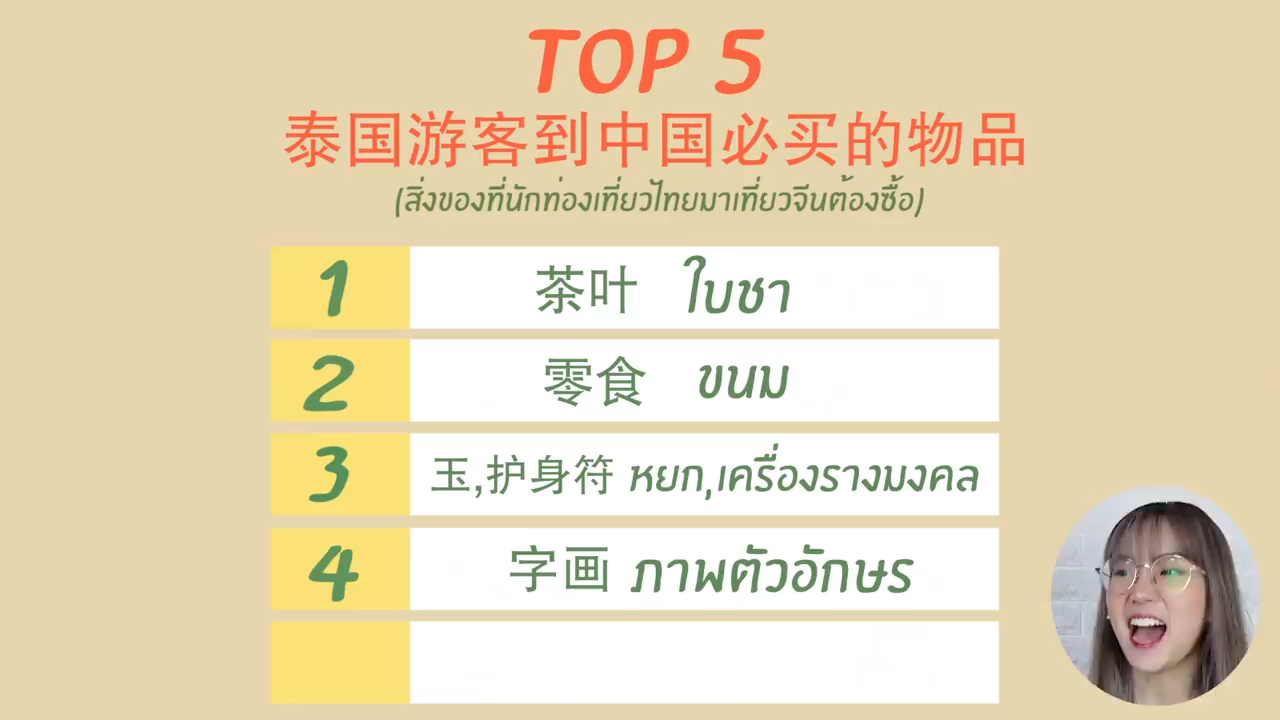 TOP 5
泰国游客到中国必买的物品
(สิ่งของที่นักท่องเที่ยวไทยมาเที่ยวจีนต้องซื้อ)
1 茶叶 ใบชา
2 零食 ขนม
3 玉,护身符 หยก,เครื่องรางมงคล
4 字画 ภาพตัวอักษร